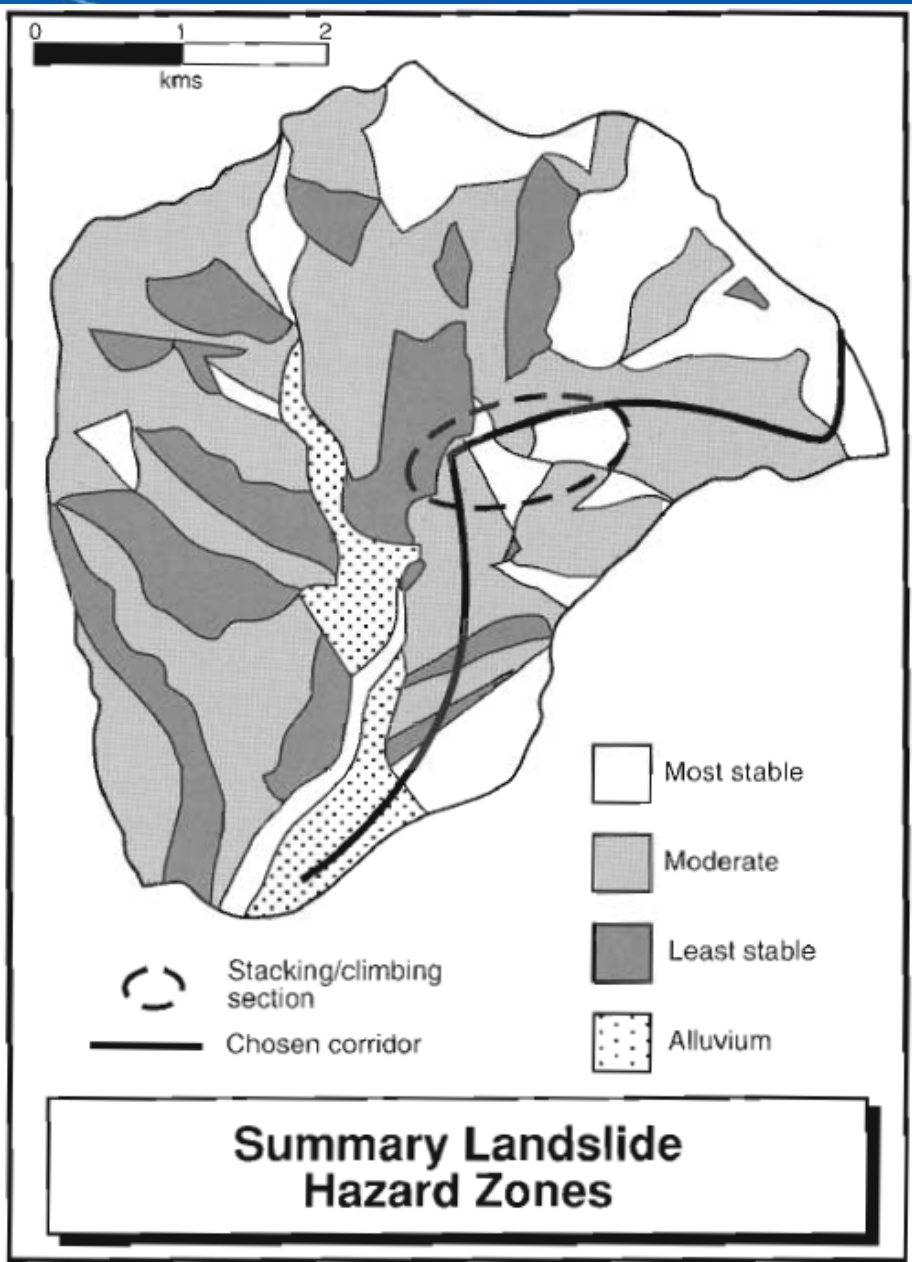 0 1 2
kms
Most stable
Moderate
Least stable
Alluvium
Stacking/climbing
section
Chosen corridor
Summary Landslide
Hazard Zones